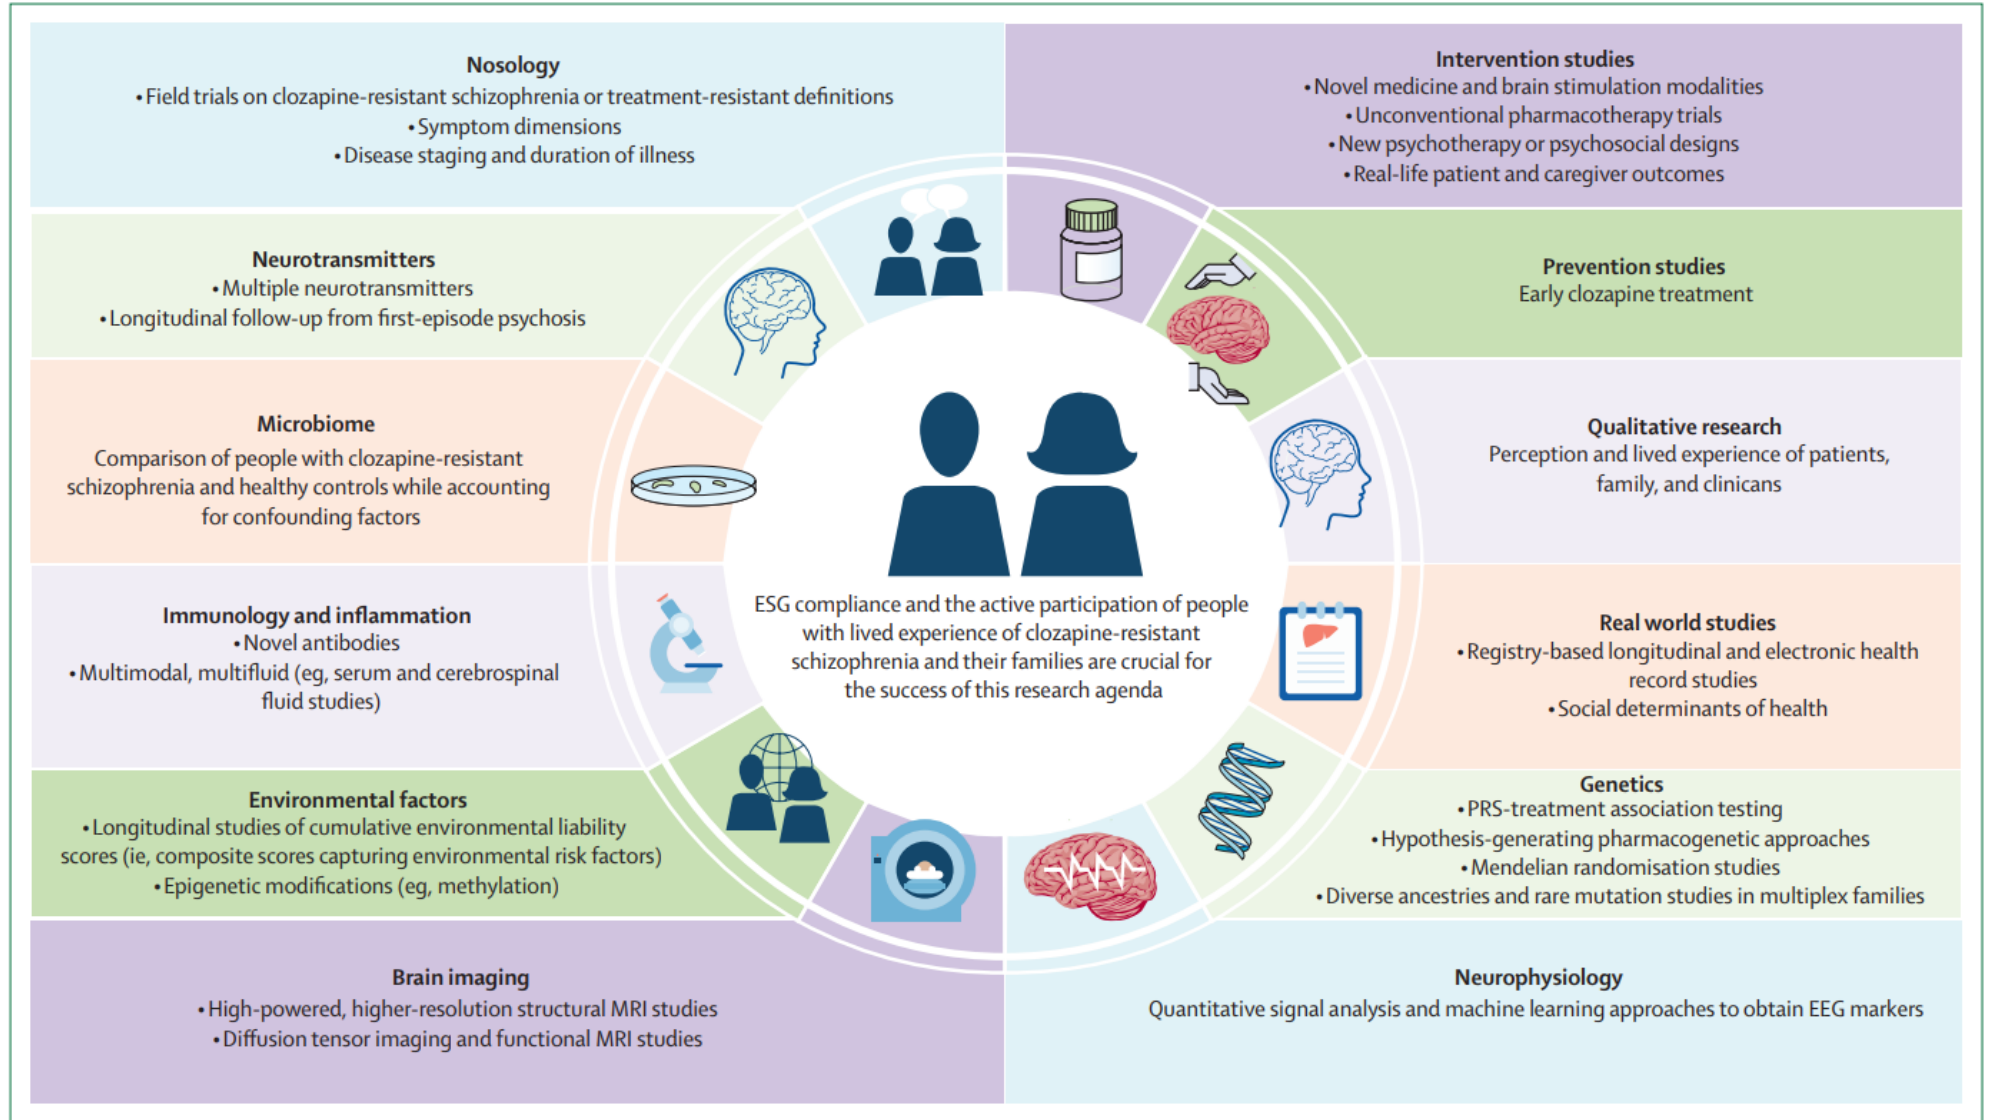 Nosology
•Field trials on clozapine-resistant schizophrenia or treatment-resistant definitions
•Symptom dimensions
•Disease staging and duration of illness
Neurotransmitters
•Multiple neurotransmitters
•Longitudinal follow-up from first-episode psychosis
Microbiome
Comparison of people with clozapine-resistant
schizophrenia and healthy controls while accounting
for confounding factors
Immunology and inflammation
•Novel antibodies
•Multimodal, multifluid (eg, serum and cerebrospinal
fluid studies)
Environmental factors
•Longitudinal studies of cumulative environmental liability
scores (ie, composite scores capturing environmental risk factors)
•Epigenetic modifications (eg, methylation)
Brain imaging
•High-powered, higher-resolution structural MRI studies
•Diffusion tensor imaging and functional MRI studies
ESG compliance and the active participation of people
with lived experience of clozapine-resistant
schizophrenia and their families are crucial for
the success of this research agenda
Intervention studies
•Novel medicine and brain stimulation modalities
•Unconventional pharmacotherapy trials
•New psychotherapy or psychosocial designs
•Real-life patient and caregiver outcomes
Prevention studies
Early clozapine treatment
Qualitative research
Perception and lived experience of patients,
family, and clinicans
Real world studies
•Registry-based longitudinal and electronic health
record studies
•Social determinants of health
Genetics
•PRS-treatment association testing
•Hypothesis-generating pharmacogenetic approaches
•Mendelian randomisation studies
•Diverse ancestries and rare mutation studies in multiplex families
Neurophysiology
Quantitative signal analysis and machine learning approaches to obtain EEG markers